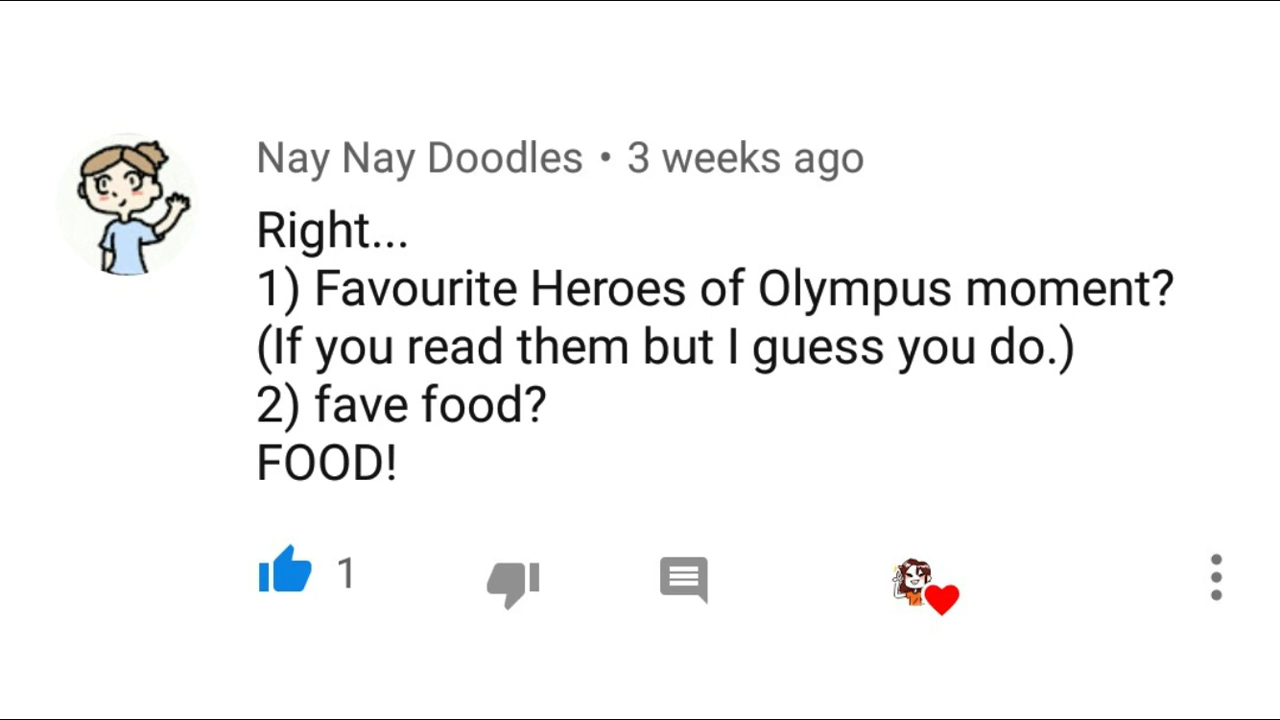 Nay Nay Doodles • 3 weeks ago
Right...
1) Favourite Heroes of Olympus moment?
(If you read them but I guess you do.)
2) fave food?
FOOD!
1